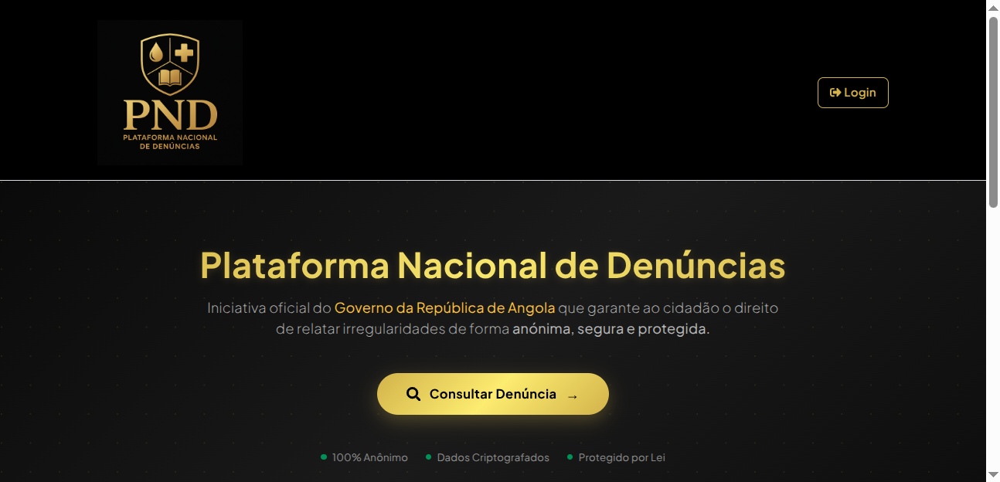 PND
PLATAFORMA NACIONAL
DE DENÚNCIAS
Login
Plataforma Nacional de Denúncias
Iniciativa oficial do Governo da República de Angola que garante ao cidadão o direito
de relatar irregularidades de forma anónima, segura e protegida.
Consultar Denúncia →
100% Anônimo
Dados Criptografados
Protegido por Lei